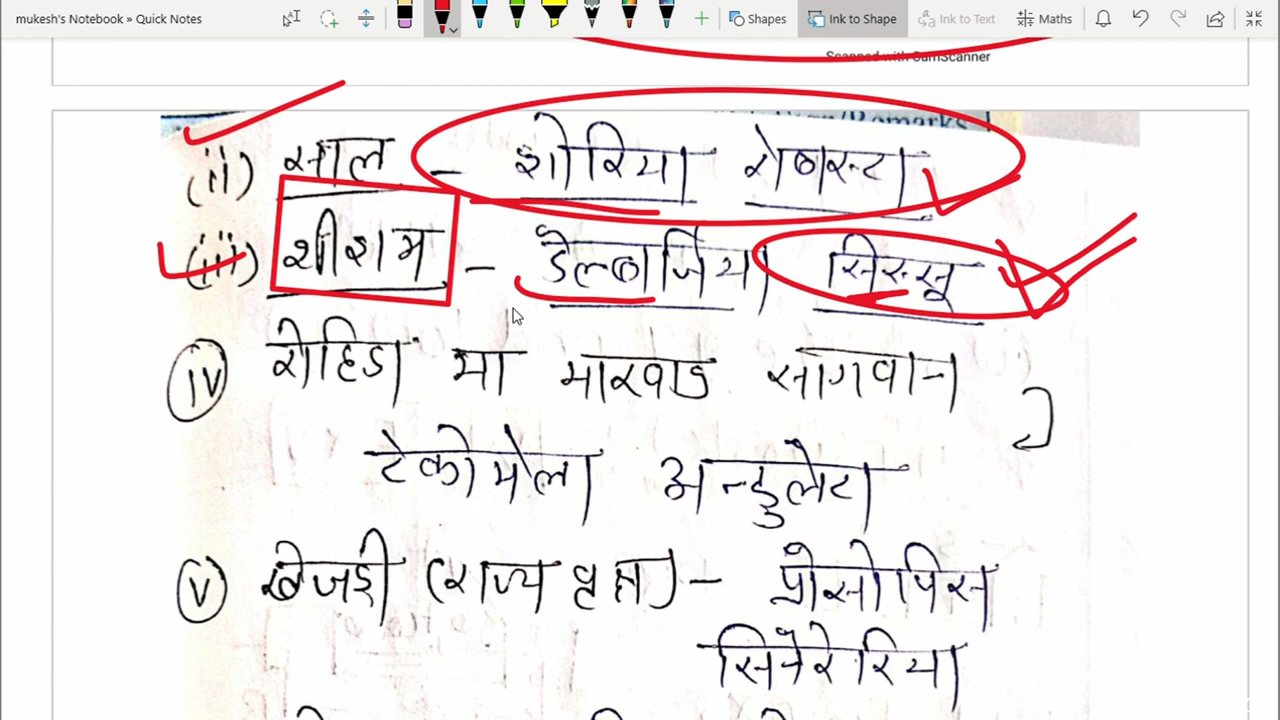 mukesh's Notebook » Quick Notes
Shapes Ink to Shape Ink to Text Maths
Scanned with CamScanner
/Remarks
(ii) साल - शोरिया रोबस्टा
(iii) शीशम - डैल्बार्जिया सिस्सू
iv रोहिडा या मारवाड सागवान
टेकोमेला अन्डुलेटा
v खेजडी (राज्य वृक्ष) - प्रोसोपिस
सिनेरेरिया